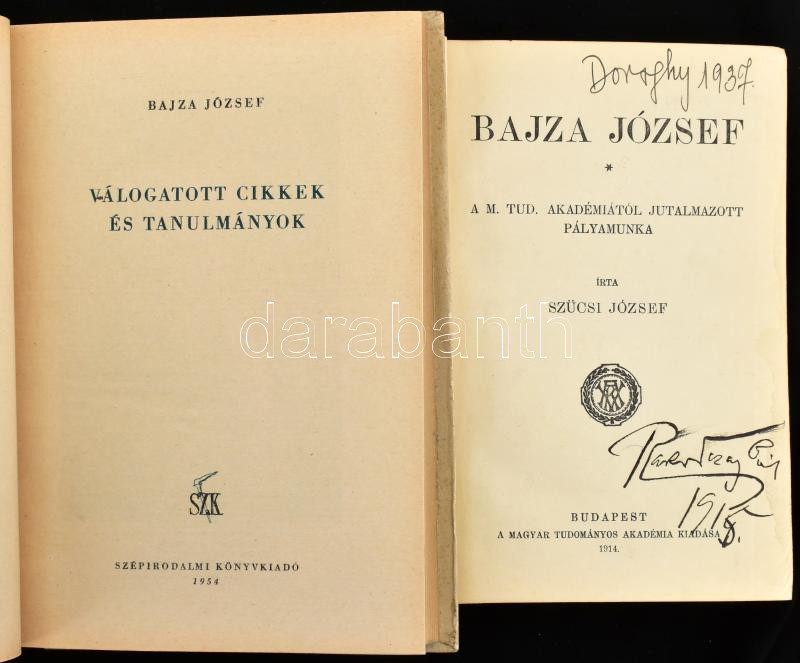 BAJZA JÓZSEF
VÁLOGATOTT CIKKEK
ÉS TANULMÁNYOK
SZK
SZÉPIRODALMI KÖNYVKIADÓ
1954
Doroghy 1937.
BAJZA JÓZSEF
*
A M. TUD. AKADÉMIÁTÓL JUTALMAZOTT
PÁLYAMUNKA
ÍRTA
SZÜCSI JÓZSEF
BUDAPEST
A MAGYAR TUDOMÁNYOS AKADÉMIA KIADÁSA
1914.
darabanth